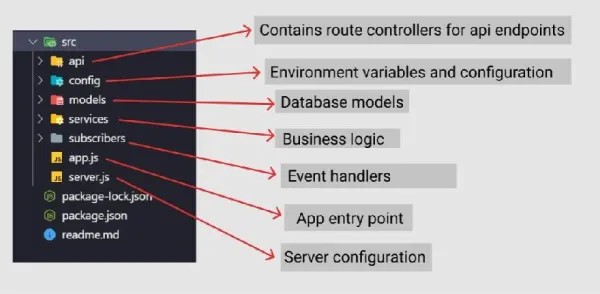 src
api
config
models
services
subscribers
app.js
server.js
package-lock.json
package.json
readme.md
Contains route controllers for api endpoints
Environment variables and configuration
Database models
Business logic
Event handlers
App entry point
Server configuration